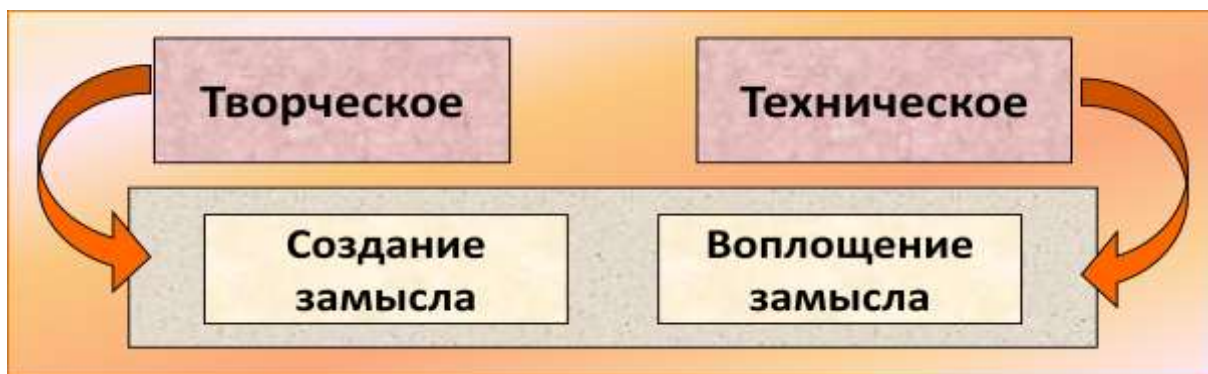 Творческое
Техническое
Создание
замысла
Воплощение
замысла